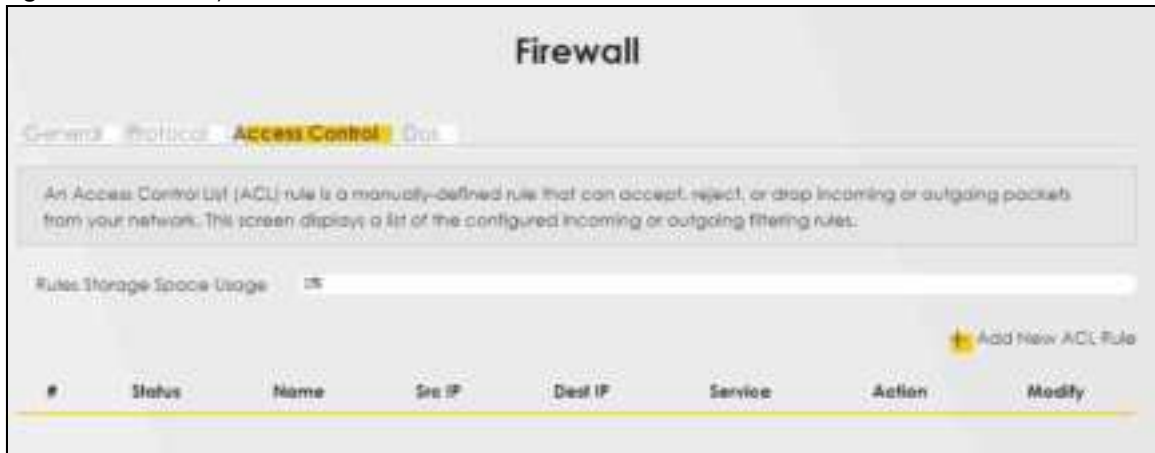 Firewall
General Protocol Access Control Dos
An Access Control List (ACL) rule is a manually-defined rule that can accept, reject, or drop incoming or outgoing packets
from your network. This screen displays a list of the configured incoming or outgoing filtering rules.
Rules Storage Space Usage
+ Add New ACL Rule
# Status Name Src IP Dest IP Service Action Modify